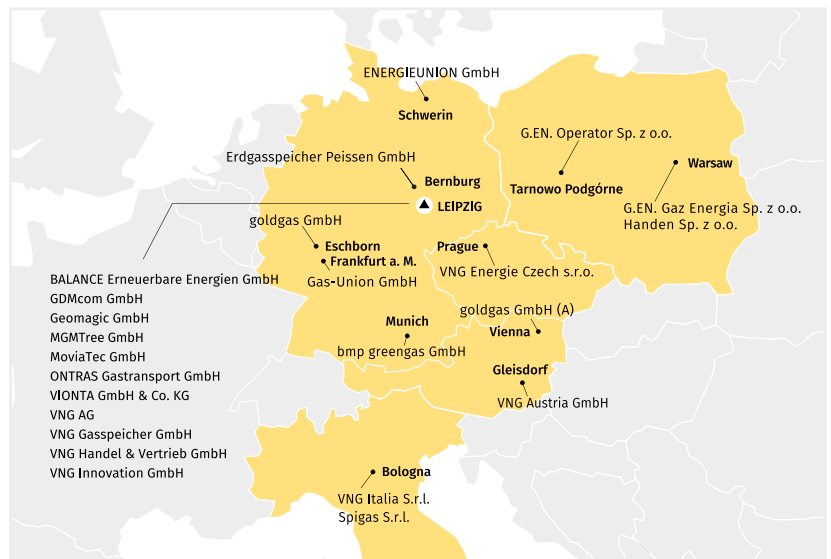 ENERGIEUNION GmbH
Schwerin
G.EN. Operator Sp. z o.o.
Erdgasspeicher Peissen GmbH
Warsaw
Bernburg
Tarnowo Podgórne
LEIPZIG
G.EN. Gaz Energia Sp. z o.o.
Handen Sp. z o.o.
goldgas GmbH
Eschborn
Prague
Frankfurt a. M.
VNG Energie Czech s.r.o.
Gas-Union GmbH
BALANCE Erneuerbare Energien GmbH
GDMcom GmbH
Geomagic GmbH
MGMTree GmbH
MoviaTec GmbH
ONTRAS Gastransport GmbH
VIONTA GmbH & Co. KG
VNG AG
VNG Gasspeicher GmbH
VNG Handel & Vertrieb GmbH
VNG Innovation GmbH
goldgas GmbH (A)
Munich
Vienna
bmp greengas GmbH
Gleisdorf
VNG Austria GmbH
Bologna
VNG Italia S.r.l.
Spigas S.r.l.